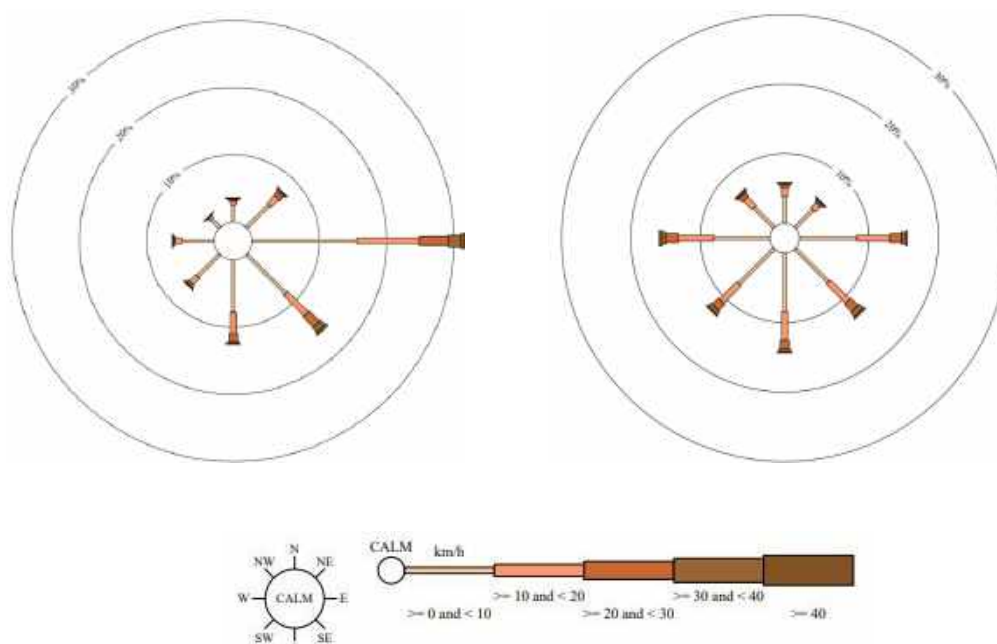 30%
20%
10%
30%
20%
10%
N
NW NE
W CALM E
SW SE
CALM
km/h
>= 10 and < 20
>= 30 and < 40
>= 0 and < 10
>= 20 and < 30
>= 40